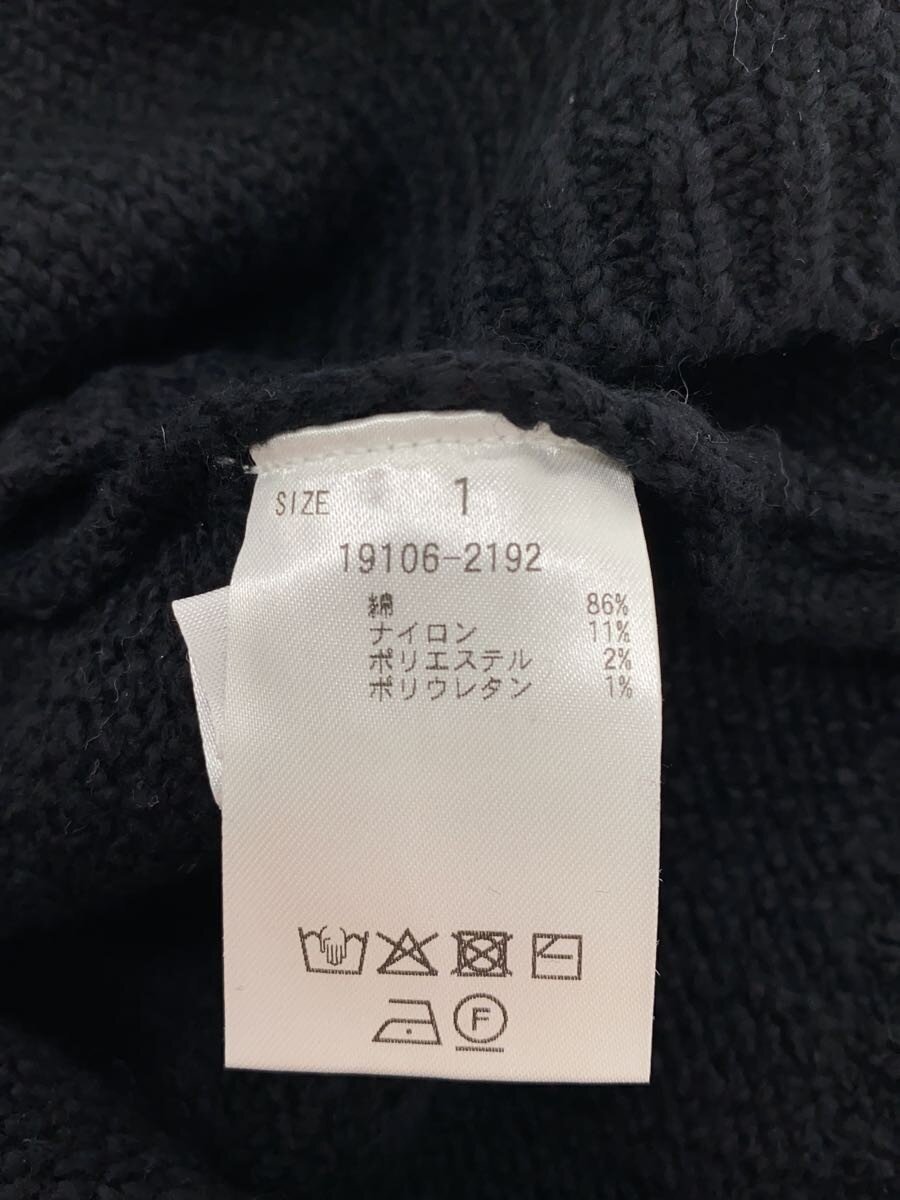 SIZE 1
19106-2192
綿 86%
ナイロン 11%
ポリエステル 2%
ポリウレタン 1%
F